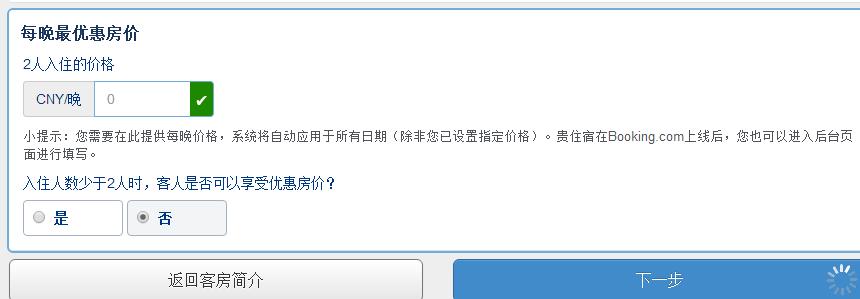 每晚最优惠房价
2人入住的价格
CNY/晚 0
小提示：您需要在此提供每晚价格，系统将自动应用于所有日期（除非您已设置指定价格）。贵住宿在Booking.com上线后，您也可以进入后台页
面进行填写。
入住人数少于2人时，客人是否可以享受优惠房价？
是 否
返回客房简介 下一步